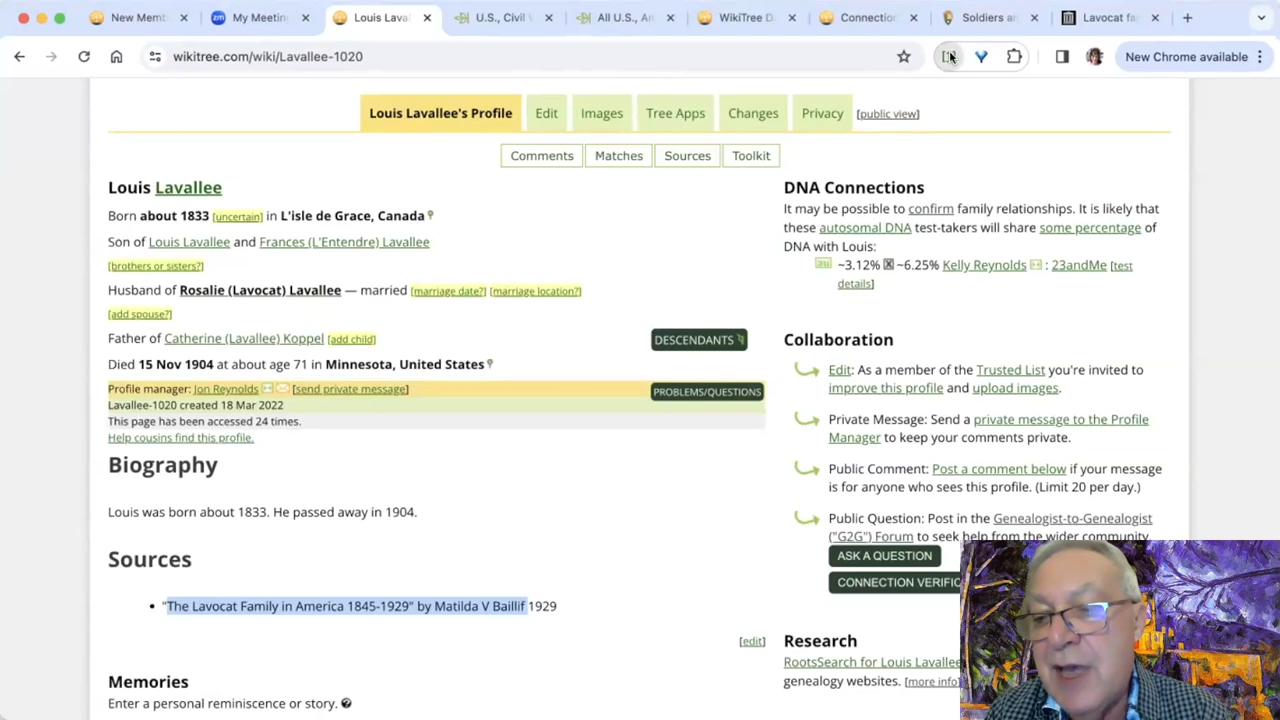 New Memb
My Meeting
Louis Laval
U.S., Civil W
All U.S., An
WikiTree D
Connection
Soldiers an
Lavocat fa
wikitree.com/wiki/Lavallee-1020
New Chrome available
Louis Lavallee's Profile
Edit
Images
Tree Apps
Changes
Privacy
[public view]
Comments
Matches
Sources
Toolkit
Louis Lavallee
Born about 1833 [uncertain] in L'isle de Grace, Canada
Son of Louis Lavallee and Frances (L'Entendre) Lavallee
[brothers or sisters?]
Husband of Rosalie (Lavocat) Lavallee — married [marriage date?] [marriage location?]
[add spouse?]
Father of Catherine (Lavallee) Koppel [add child]
DESCENDANTS
Died 15 Nov 1904 at about age 71 in Minnesota, United States
Profile manager: Jon Reynolds [send private message]
PROBLEMS/QUESTIONS
Lavallee-1020 created 18 Mar 2022
This page has been accessed 24 times.
Help cousins find this profile.
Biography
Louis was born about 1833. He passed away in 1904.
Sources
• "The Lavocat Family in America 1845-1929" by Matilda V Baillif 1929
[edit]
Memories
Enter a personal reminiscence or story.
DNA Connections
It may be possible to confirm family relationships. It is likely that
these autosomal DNA test-takers will share some percentage of
DNA with Louis:
~3.12% X ~6.25% Kelly Reynolds : 23andMe [test
details]
Collaboration
Edit: As a member of the Trusted List you're invited to
improve this profile and upload images.
Private Message: Send a private message to the Profile
Manager to keep your comments private.
Public Comment: Post a comment below if your message
is for anyone who sees this profile. (Limit 20 per day.)
Public Question: Post in the Genealogist-to-Genealogist
("G2G") Forum to seek help from the wider community.
ASK A QUESTION
CONNECTION VERIFIC
Research
RootsSearch for Louis Lavallee
genealogy websites. [more info]